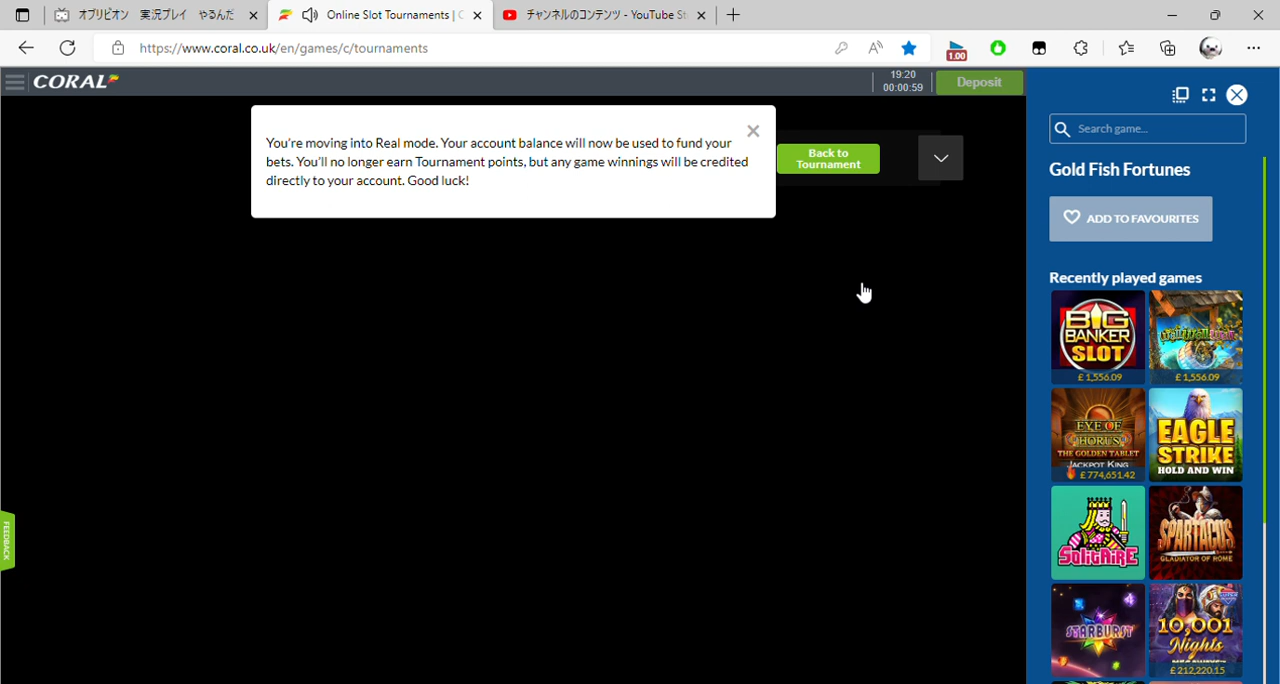 オブリビオン 実況プレイ やるんだ
Online Slot Tournaments | C
チャンネルのコンテンツ - YouTube St
https://www.coral.co.uk/en/games/c/tournaments
1.00
CORAL
19:20
00:00:59
Deposit
You're moving into Real mode. Your account balance will now be used to fund your
bets. You'll no longer earn Tournament points, but any game winnings will be credited
directly to your account. Good luck!
Back to
Tournament
Search game...
Gold Fish Fortunes
ADD TO FAVOURITES
Recently played games
BIG
BANKER
SLOT
£1,556.09
£1,556.09
EYE OF
HORUS
THE GOLDEN TABLET
JACKPOT KING
£774,651.42
EAGLE
STRIKE
HOLD AND WIN
SOLITAIRE
SPARTACUS
GLADIATOR OF ROME
STARBURST
10,001
Nights
£212,220.15
FEEDBACK